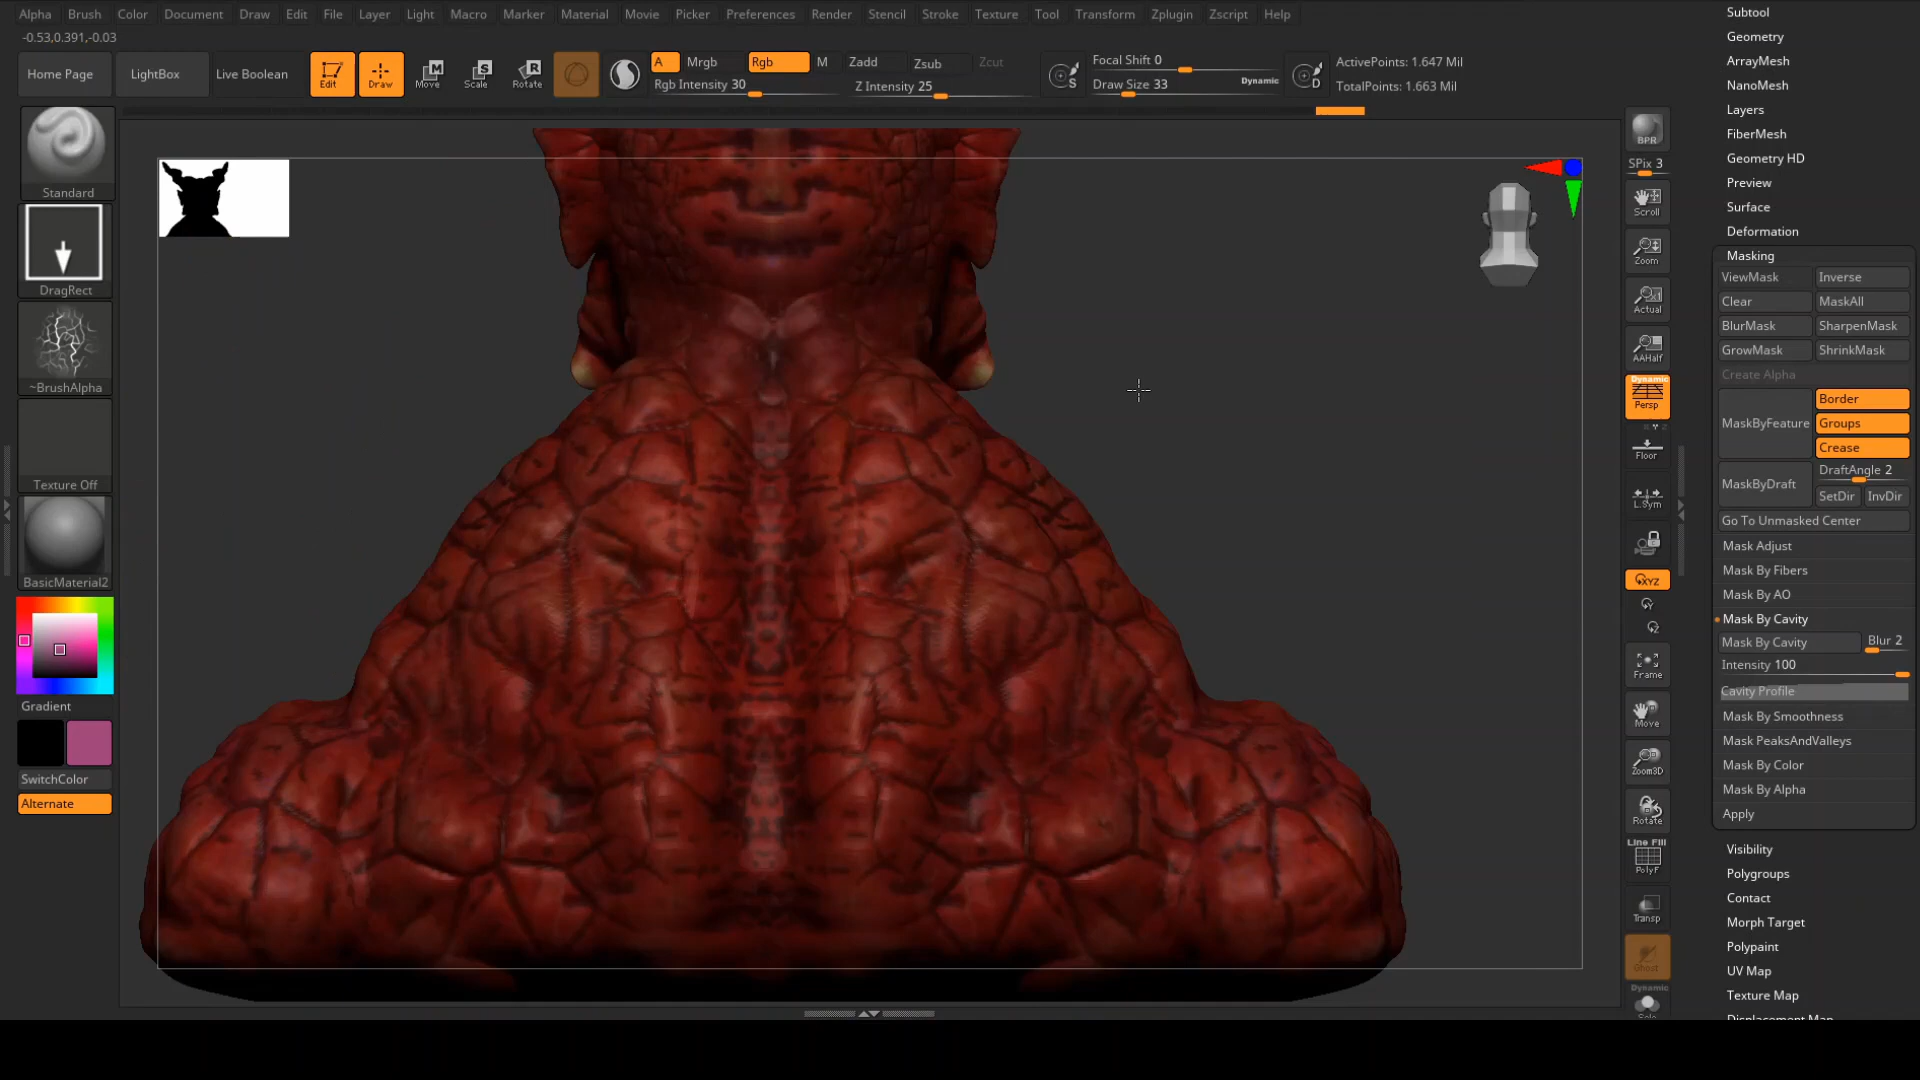 Alpha Brush Color Document Draw Edit File Layer Light Macro Marker Material Movie Picker Preferences Render Stencil Stroke Texture Tool Transform Zplugin Zscript Help
-0.53,0.391,-0.03
Home Page LightBox Live Boolean Edit Draw Move Scale Rotate
A Mrgb Rgb M Zadd Zsub Zcut
Rgb Intensity 30 Z Intensity 25
Focal Shift 0
Draw Size 33 Dynamic
ActivePoints: 1.647 Mil
TotalPoints: 1.663 Mil
Standard
DragRect
~BrushAlpha
Texture Off
BasicMaterial2
Gradient
SwitchColor
Alternate
BPR
SPix 3
Scroll
Zoom
Actual
AAHalf
Dynamic
Persp
Floor
L.Sym
XYZ
Frame
Move
Zoom3D
Rotate
Line Fill
PolyF
Transp
Ghost
Dynamic
Solo
Subtool
Geometry
ArrayMesh
NanoMesh
Layers
FiberMesh
Geometry HD
Preview
Surface
Deformation
Masking
ViewMask Inverse
Clear MaskAll
BlurMask SharpenMask
GrowMask ShrinkMask
Create Alpha
MaskByFeature Border
Groups
Crease
MaskByDraft DraftAngle 2
SetDir InvDir
Go To Unmasked Center
Mask Adjust
Mask By Fibers
Mask By AO
Mask By Cavity
Mask By Cavity Blur 2
Intensity 100
Cavity Profile
Mask By Smoothness
Mask PeaksAndValleys
Mask By Color
Mask By Alpha
Apply
Visibility
Polygroups
Contact
Morph Target
Polypaint
UV Map
Texture Map
Displacement Map